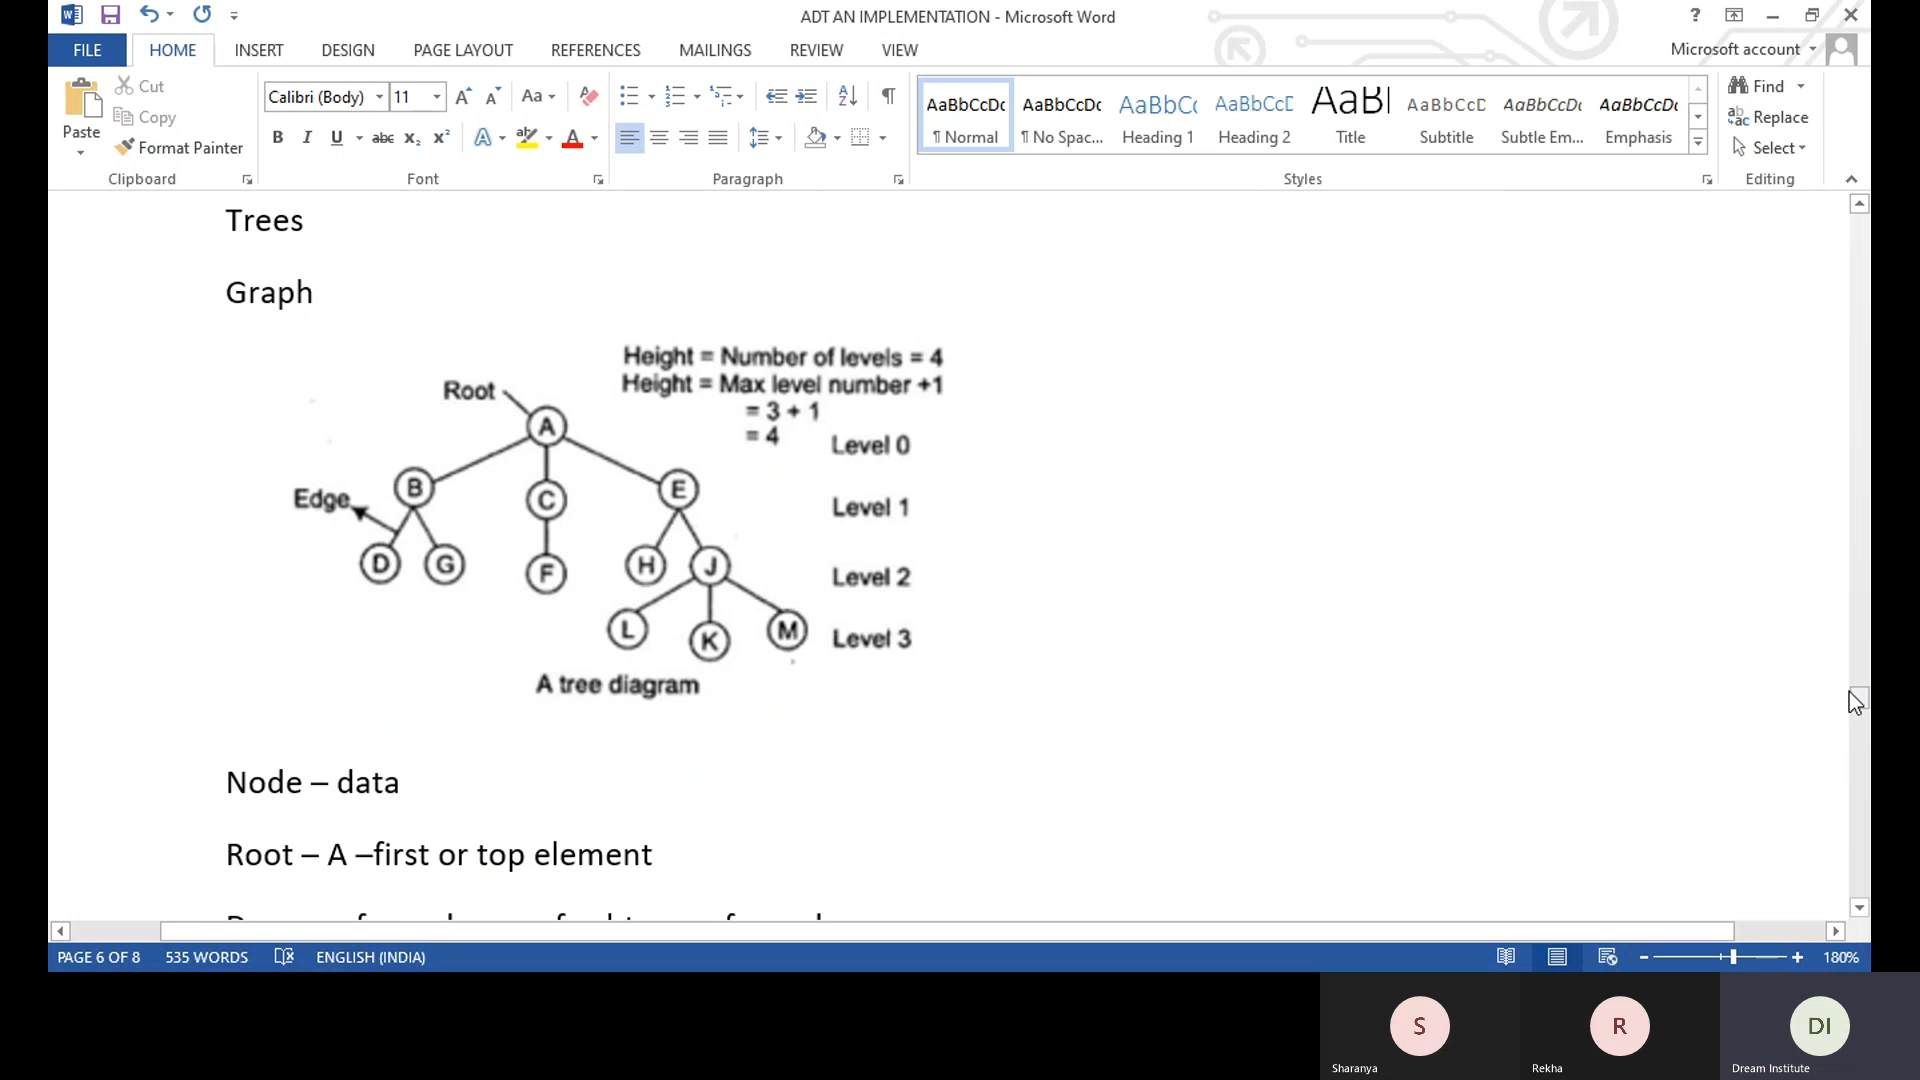 ADT AN IMPLEMENTATION - Microsoft Word
?
FILE HOME INSERT DESIGN PAGE LAYOUT REFERENCES MAILINGS REVIEW VIEW
Microsoft account
Paste
Cut
Copy
Format Painter
Clipboard
Calibri (Body) 11
Aa
B I U abc x₂ x² A A
Font
Paragraph
AaBbCcDc AaBbCcDc AaBbCc AaBbCcE AaBl AaBbCcD AaBbCcDc AaBbCcDc
¶ Normal ¶ No Spac... Heading 1 Heading 2 Title Subtitle Subtle Em... Emphasis
Styles
Find
Replace
Select
Editing
Trees
Graph
Height = Number of levels = 4
Height = Max level number +1
= 3 + 1
= 4
Root
A
Level 0
Edge
B C E
Level 1
D G F H J
Level 2
L K M
Level 3
A tree diagram
Node – data
Root – A –first or top element
PAGE 6 OF 8 535 WORDS ENGLISH (INDIA)
180%
S R DI
Sharanya Rekha Dream Institute